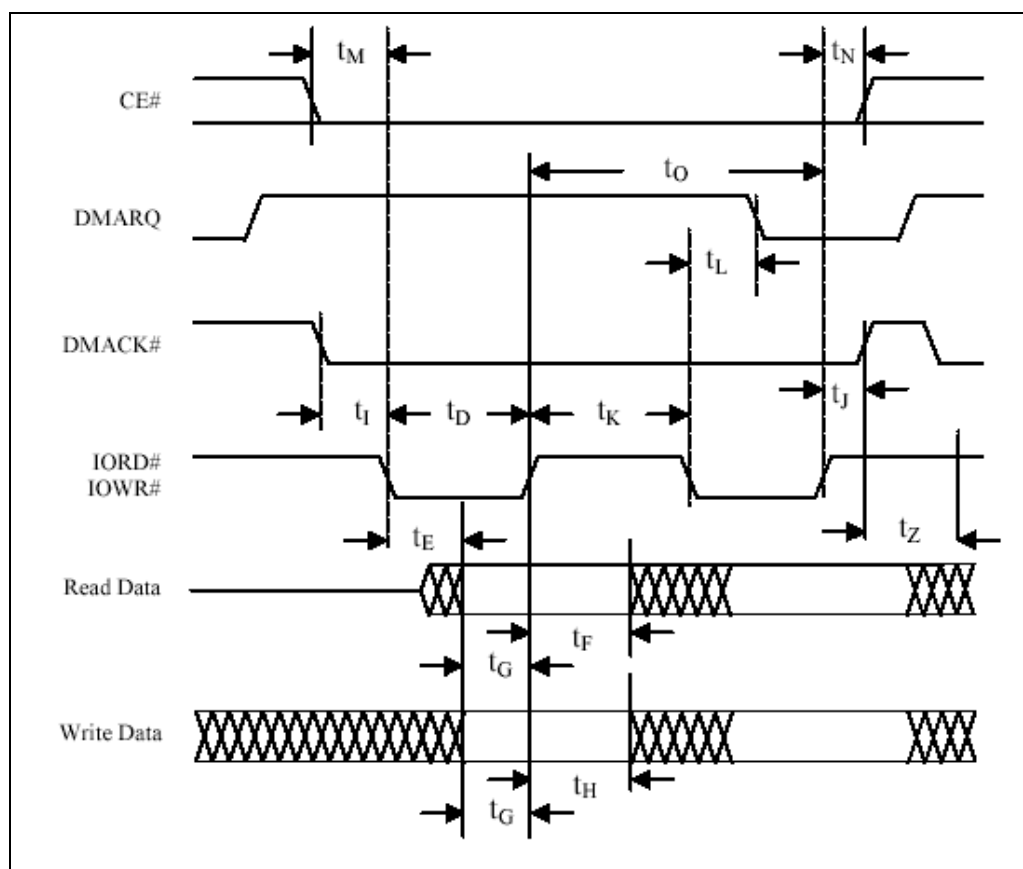 tM
tN
CE#
tO
DMARQ
tL
DMACK#
tJ
tI
tD
tK
IORD#
IOWR#
tE
tZ
Read Data
tF
tG
Write Data
tH
tG